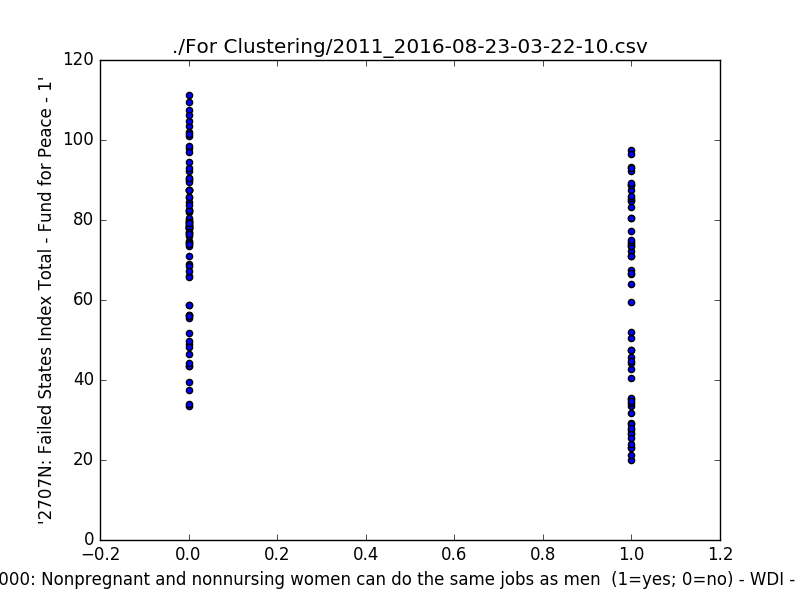 ./For Clustering/2011_2016-08-23-03-22-10.csv
'2707N: Failed States Index Total - Fund for Peace - 1'
120
100
80
60
40
20
0
−0.2 0.0 0.2 0.4 0.6 0.8 1.0 1.2
000: Nonpregnant and nonnursing women can do the same jobs as men (1=yes; 0=no) - WDI -